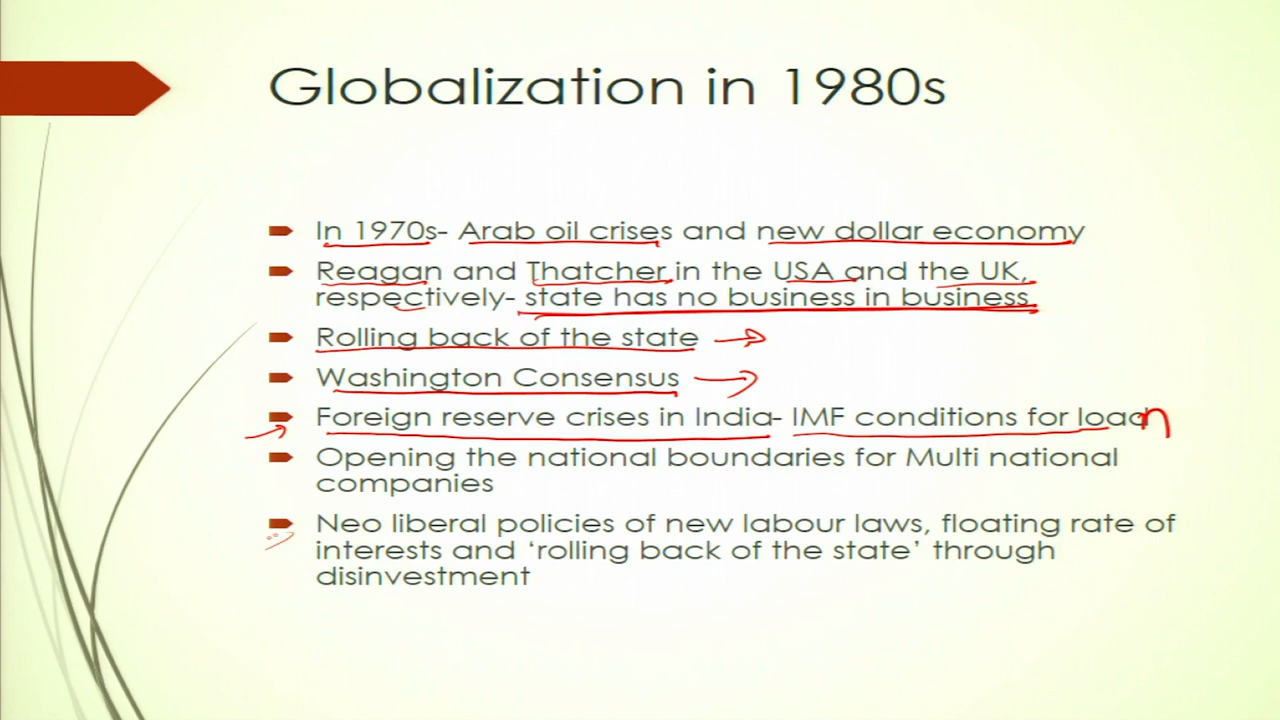 Globalization in 1980s
In 1970s- Arab oil crises and new dollar economy
Reagan and Thatcher in the USA and the UK,
respectively- state has no business in business
Rolling back of the state
Washington Consensus
Foreign reserve crises in India- IMF conditions for load n
Opening the national boundaries for Multi national
companies
Neo liberal policies of new labour laws, floating rate of
interests and ‘rolling back of the state’ through
disinvestment